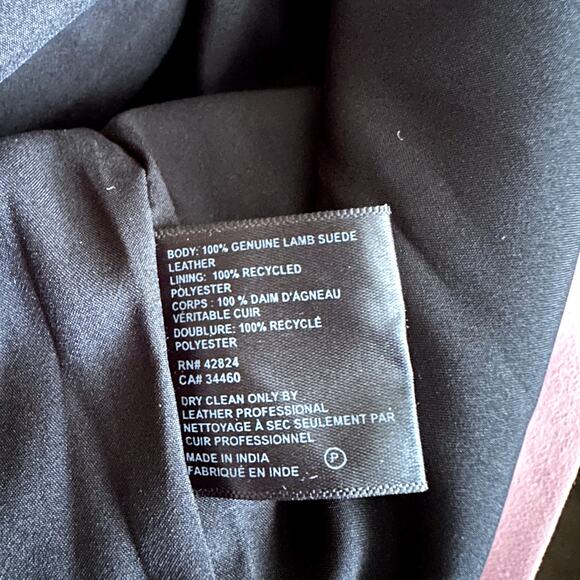 BODY: 100% GENUINE LAMB SUEDE
LEATHER
LINING: 100% RECYCLED
POLYESTER
CORPS : 100 % DAIM D'AGNEAU
VÉRITABLE CUIR
DOUBLURE: 100% RECYCLÉ
POLYESTER
RN# 42824
CA# 34460
DRY CLEAN ONLY BY
LEATHER PROFESSIONAL
NETTOYAGE À SEC SEULEMENT PAR
CUIR PROFESSIONNEL
MADE IN INDIA
FABRIQUÉ EN INDE
P